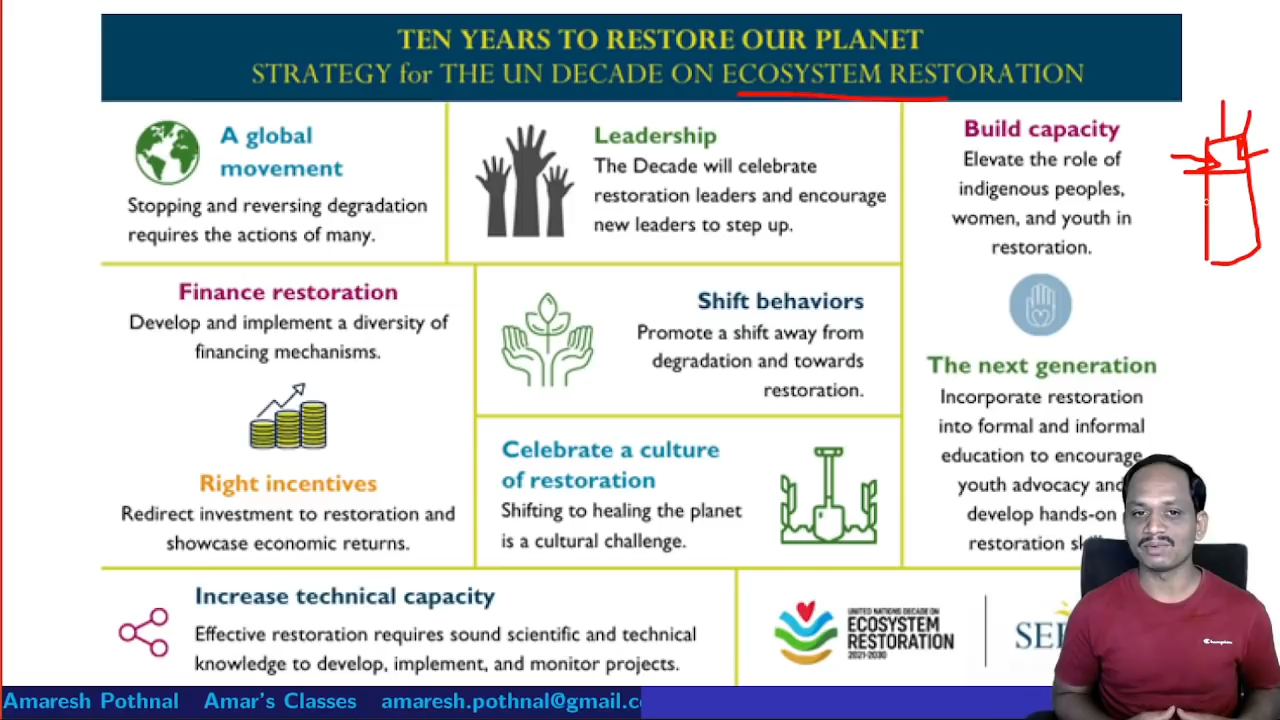 TEN YEARS TO RESTORE OUR PLANET
STRATEGY for THE UN DECADE ON ECOSYSTEM RESTORATION
A global
movement
Stopping and reversing degradation
requires the actions of many.
Leadership
The Decade will celebrate
restoration leaders and encourage
new leaders to step up.
Build capacity
Elevate the role of
indigenous peoples,
women, and youth in
restoration.
Finance restoration
Develop and implement a diversity of
financing mechanisms.
Shift behaviors
Promote a shift away from
degradation and towards
restoration.
The next generation
Incorporate restoration
into formal and informal
education to encourage
youth advocacy and
develop hands-on
restoration
Right incentives
Redirect investment to restoration and
showcase economic returns.
Celebrate a culture
of restoration
Shifting to healing the planet
is a cultural challenge.
Increase technical capacity
Effective restoration requires sound scientific and technical
knowledge to develop, implement, and monitor projects.
UNITED NATIONS DECADE ON
ECOSYSTEM
RESTORATION
2021-2030
Champion
Amaresh Pothnal Amar's Classes